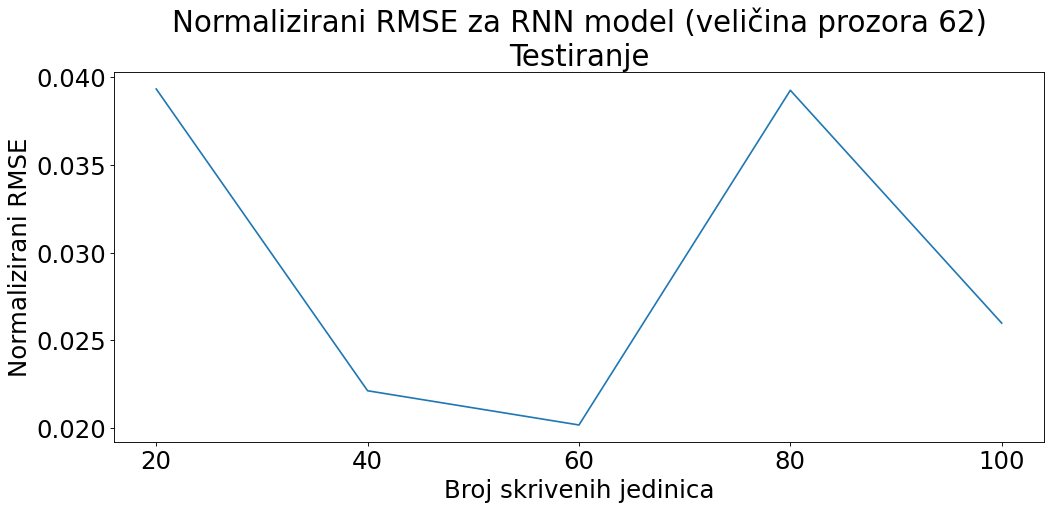 Normalizirani RMSE za RNN model (veličina prozora 62)
Testiranje
Normalizirani RMSE
0.040
0.035
0.030
0.025
0.020
20 40 60 80 100
Broj skrivenih jedinica